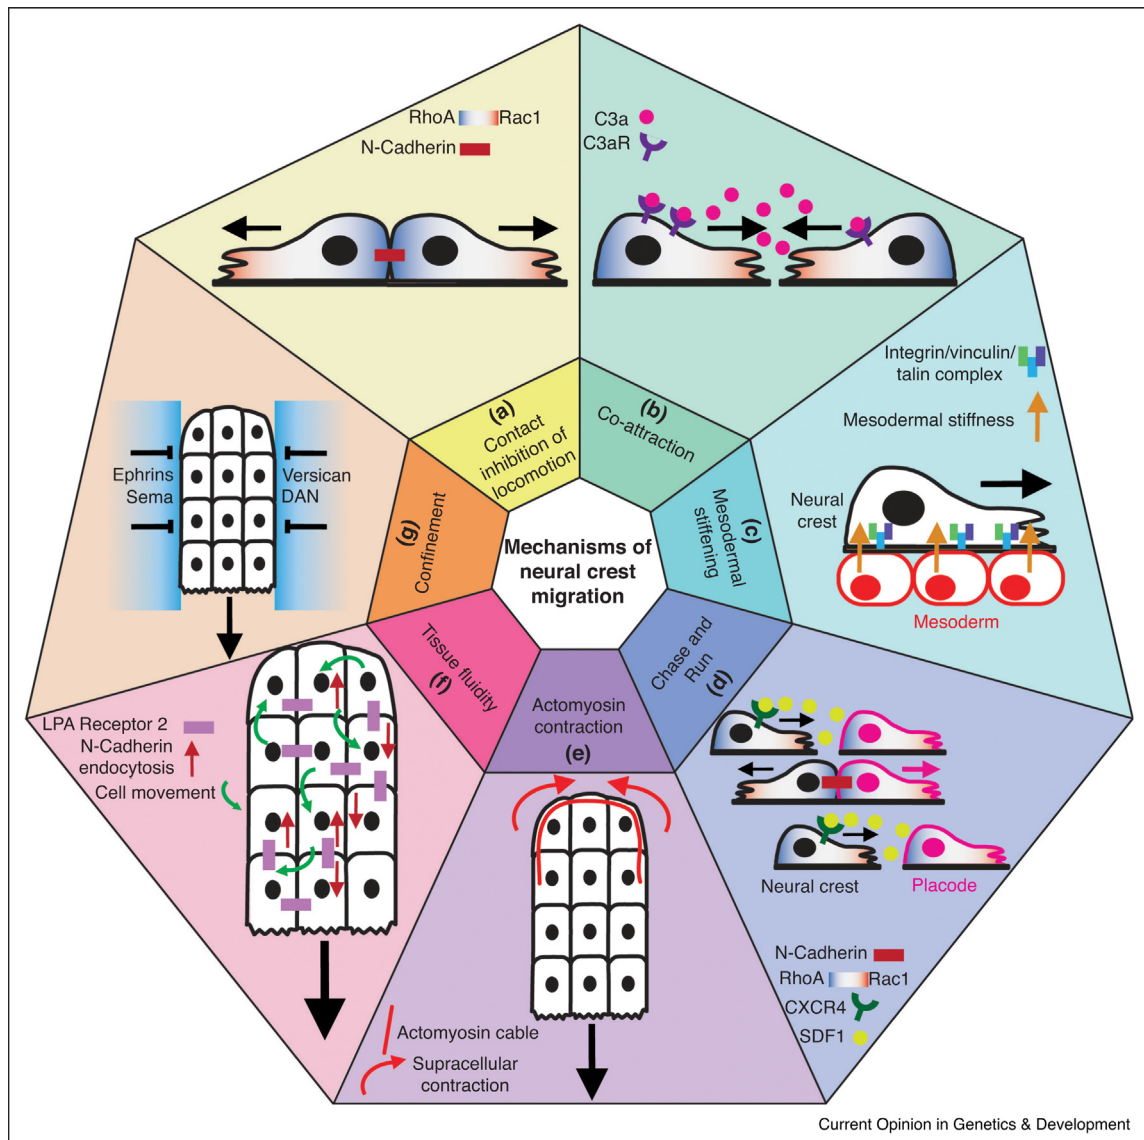 RhoA Rac1
N-Cadherin
C3a
C3aR
Integrin/vinculin/
talin complex
Mesodermal stiffness
Neural
crest
Mesoderm
Ephrins
Sema
Versican
DAN
(a)
Contact
inhibition of
locomotion
(b)
Co-attraction
(c)
Mesodermal
stiffening
Chase and
Run
(d)
Actomyosin
contraction
(e)
Tissue fluidity
(f)
(g)
Confinement
Mechanisms of
neural crest
migration
LPA Receptor 2
N-Cadherin
endocytosis
Cell movement
Actomyosin cable
Supracellular
contraction
Neural crest
Placode
N-Cadherin
RhoA Rac1
CXCR4
SDF1
Current Opinion in Genetics & Development